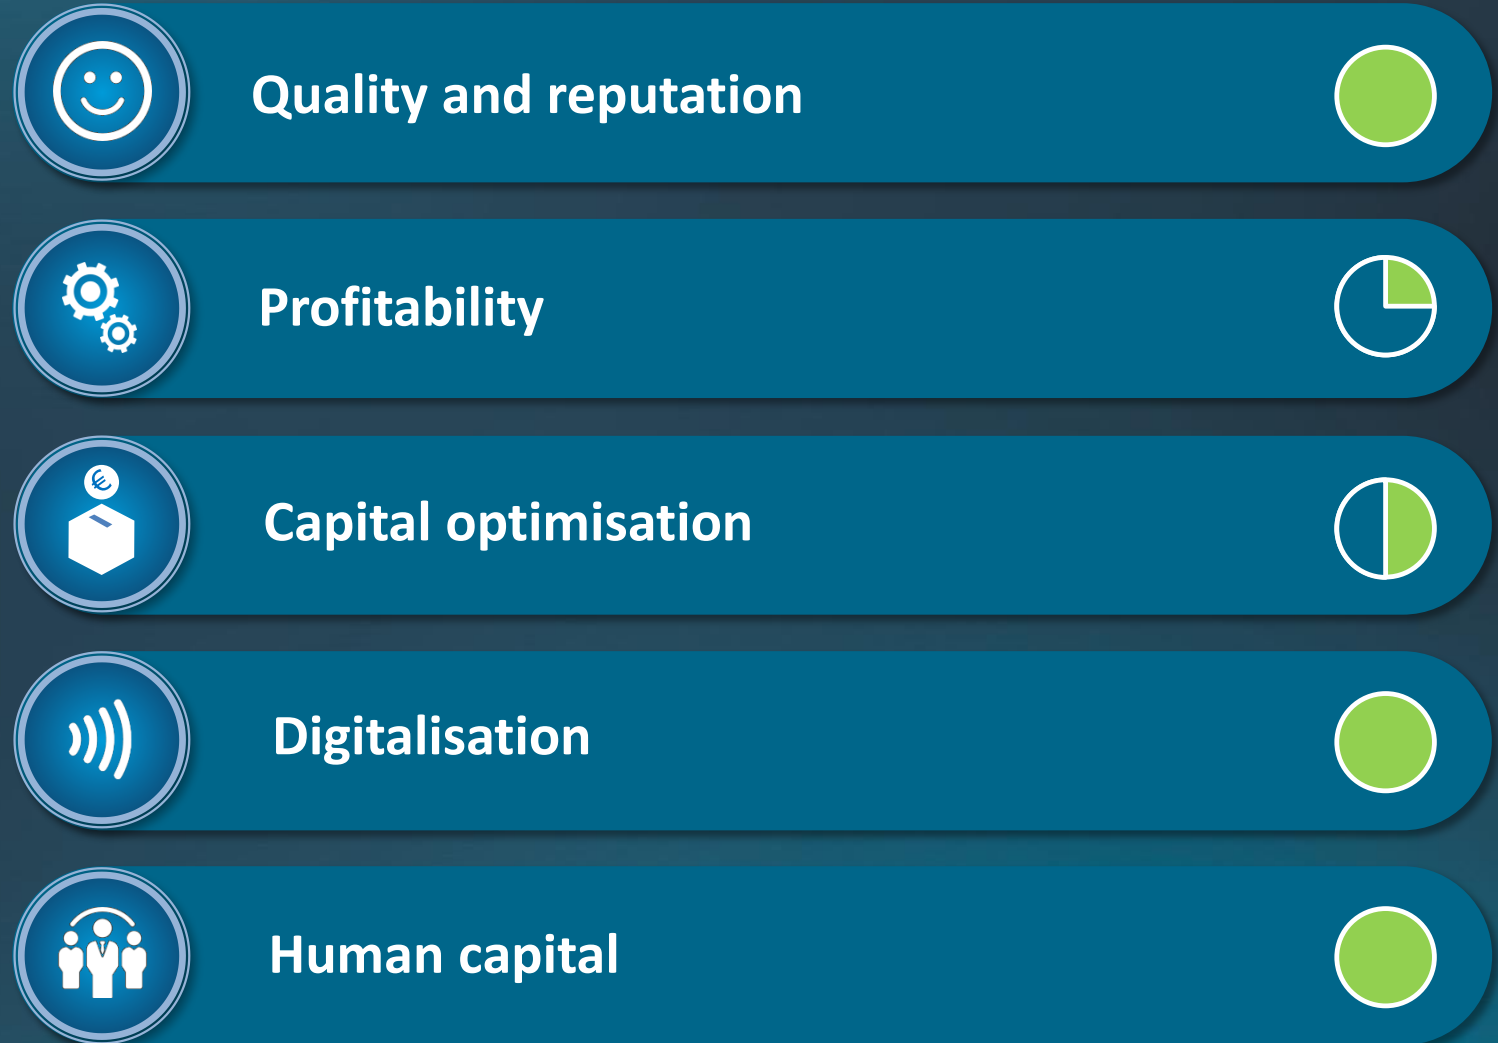 Quality and reputation
Profitability
€
Capital optimisation
Digitalisation
Human capital